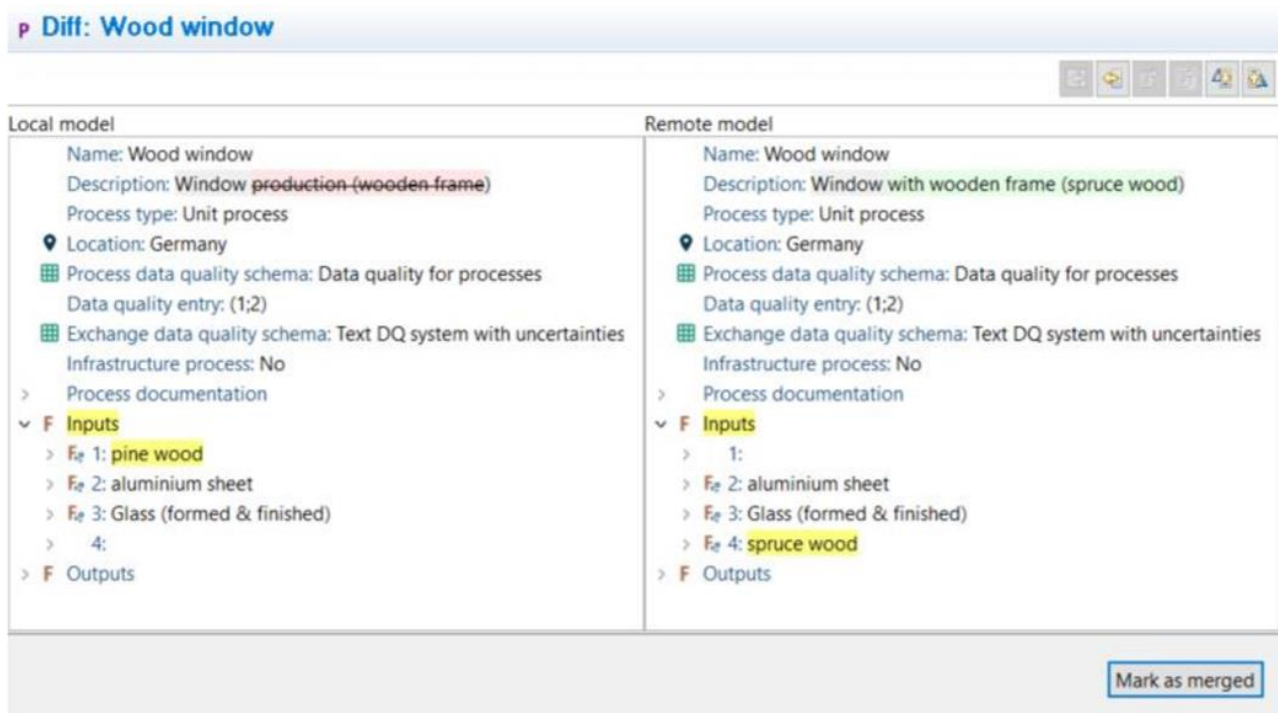 P Diff: Wood window
Local model
Name: Wood window
Description: Window production (wooden frame)
Process type: Unit process
Location: Germany
Process data quality schema: Data quality for processes
Data quality entry: (1;2)
Exchange data quality schema: Text DQ system with uncertainties
Infrastructure process: No
Process documentation
F Inputs
Fe 1: pine wood
Fe 2: aluminium sheet
Fe 3: Glass (formed & finished)
4:
F Outputs
Remote model
Name: Wood window
Description: Window with wooden frame (spruce wood)
Process type: Unit process
Location: Germany
Process data quality schema: Data quality for processes
Data quality entry: (1;2)
Exchange data quality schema: Text DQ system with uncertainties
Infrastructure process: No
Process documentation
F Inputs
1:
Fe 2: aluminium sheet
Fe 3: Glass (formed & finished)
Fe 4: spruce wood
F Outputs
Mark as merged